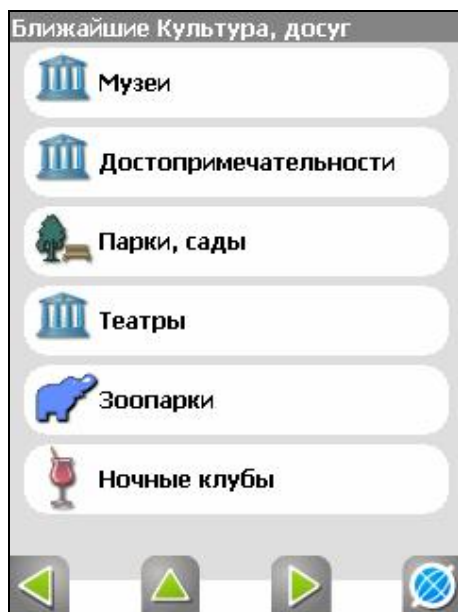 Ближайшие Культура, досуг
Музеи
Достопримечательности
Парки, сады
Театры
Зоопарки
Ночные клубы